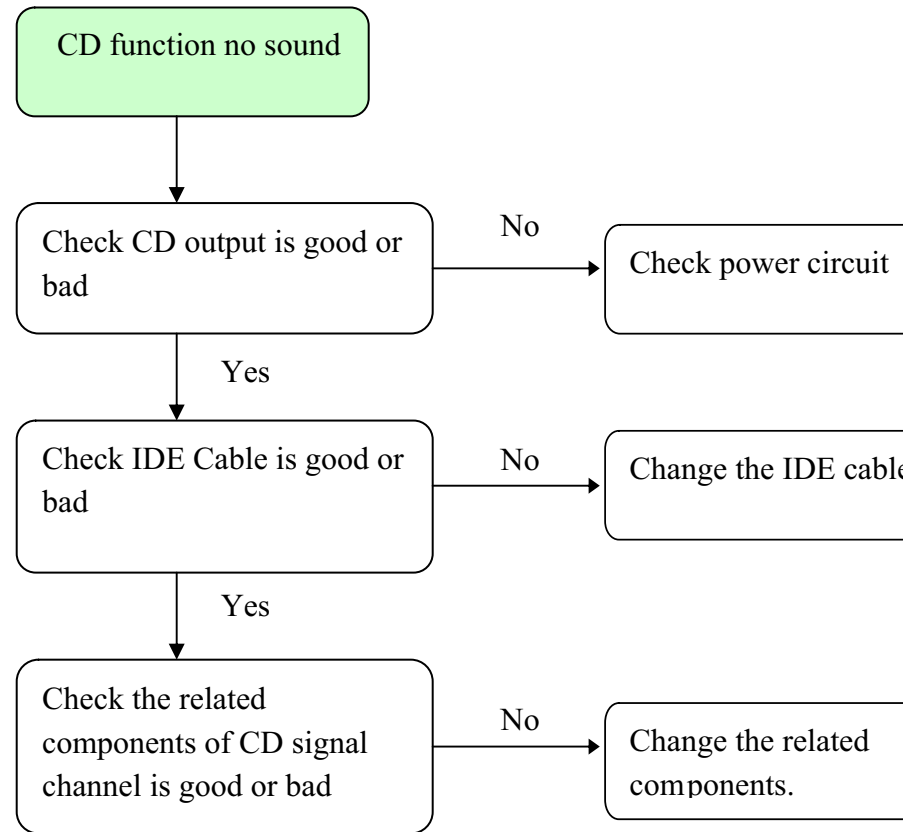 CD function no sound
Check CD output is good or
bad
No
Check power circuit
Yes
Check IDE Cable is good or
bad
No
Change the IDE cable
Yes
Check the related
components of CD signal
channel is good or bad
No
Change the related
components.